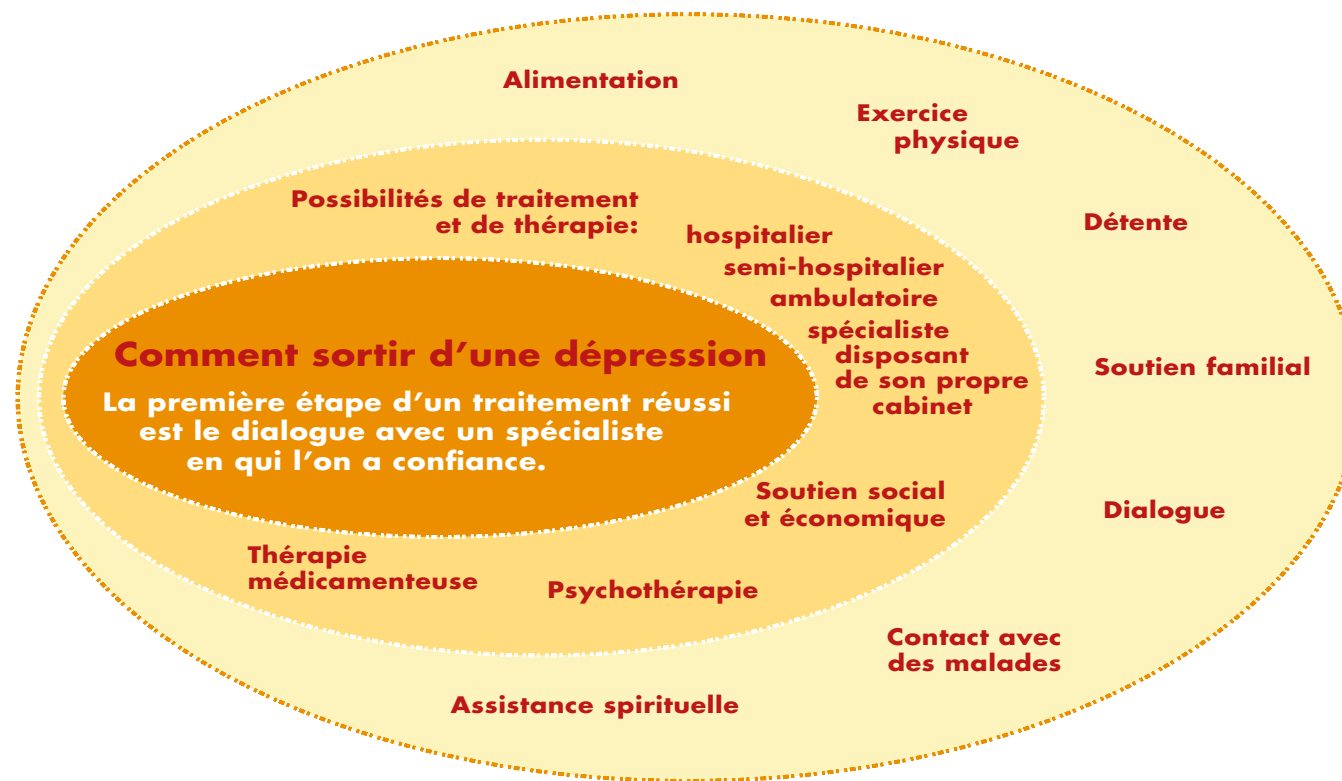 Alimentation
Exercice
physique
Possibilités de traitement
et de thérapie:
hospitalier
semi-hospitalier
ambulatoire
spécialiste
disposant
de son propre
cabinet
Détente
Comment sortir d’une dépression
La première étape d’un traitement réussi
est le dialogue avec un spécialiste
en qui l’on a confiance.
Soutien familial
Soutien social
et économique
Dialogue
Thérapie
médicamenteuse
Psychothérapie
Contact avec
des malades
Assistance spirituelle